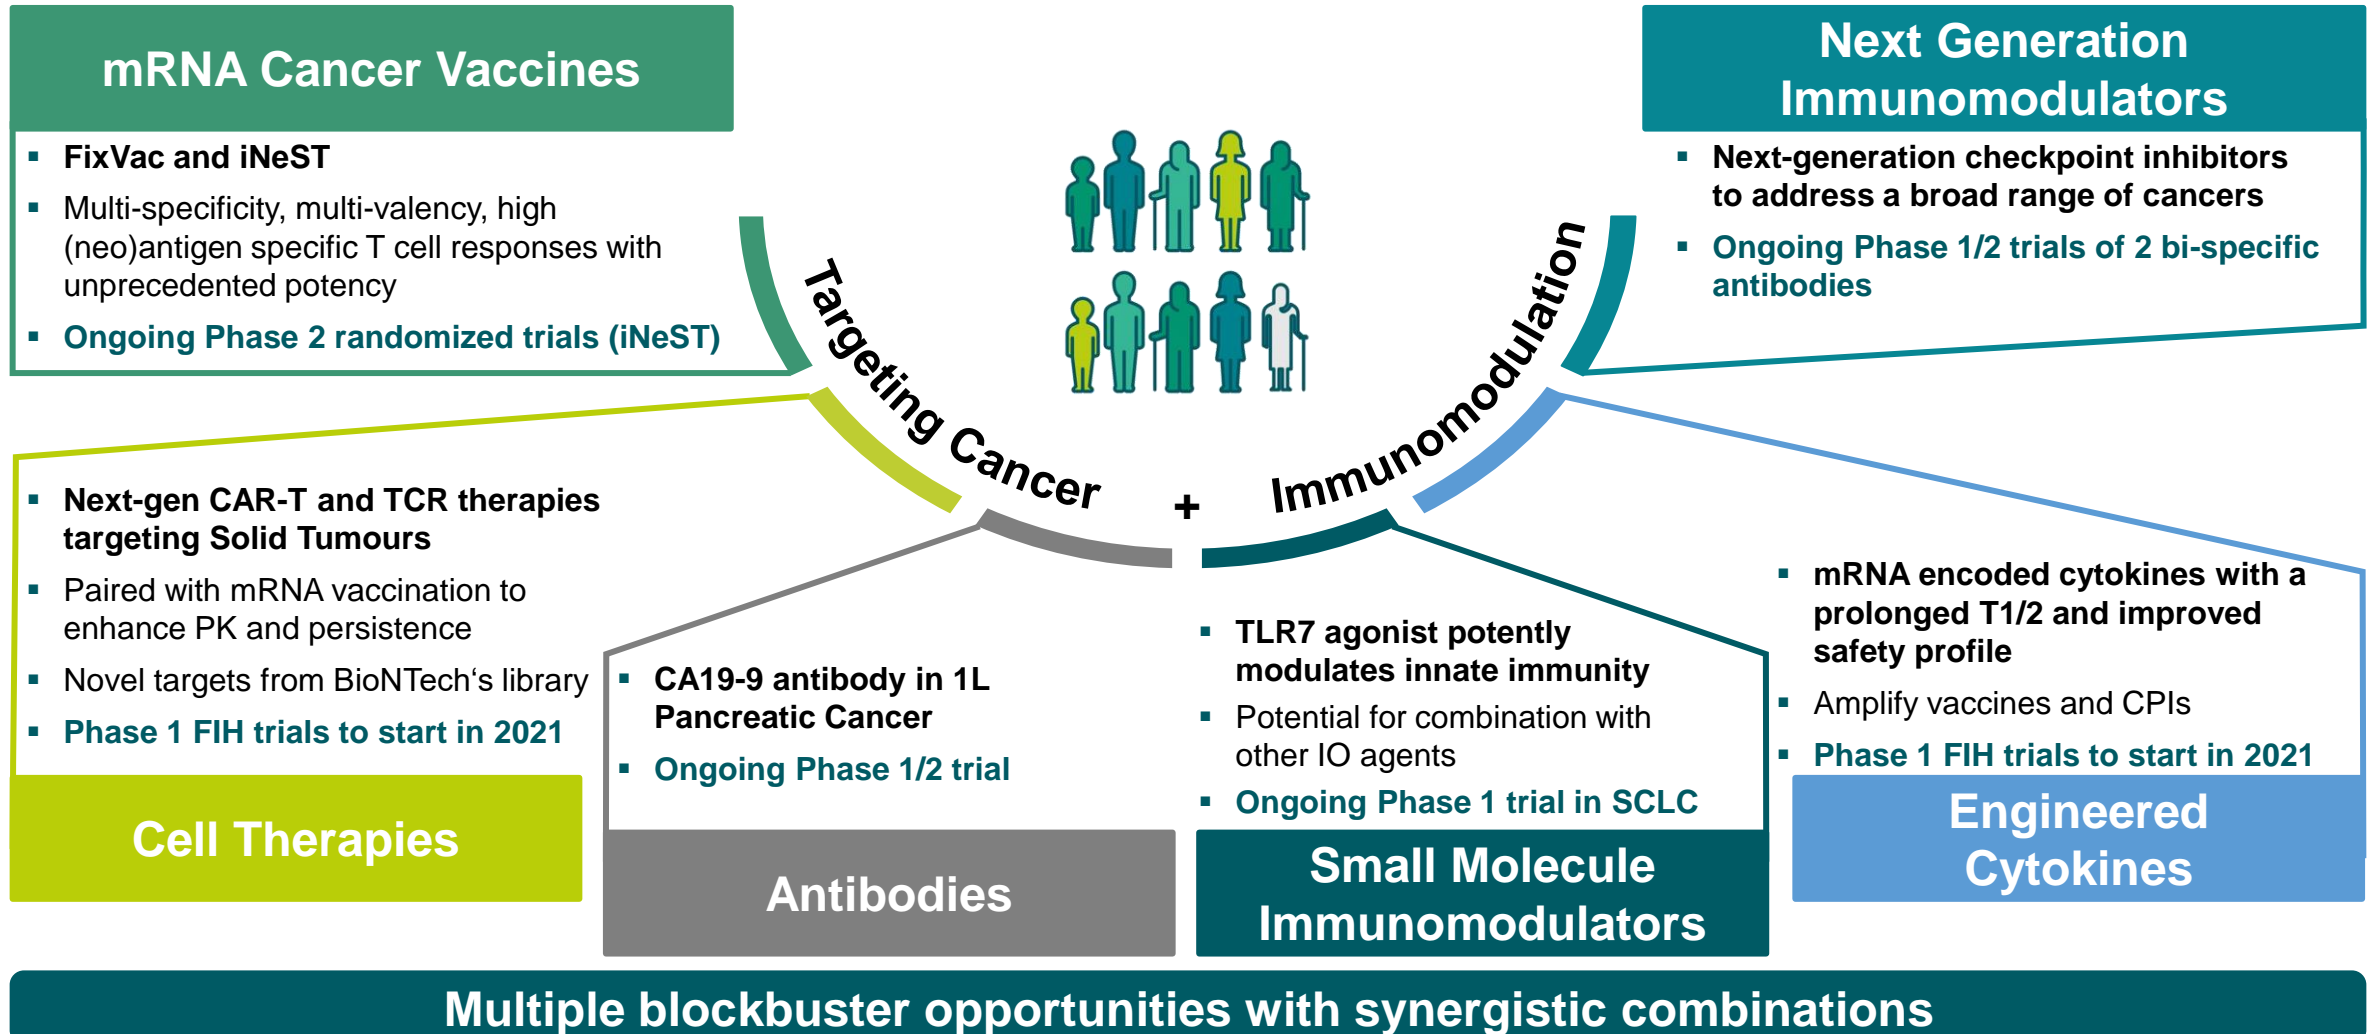 mRNA Cancer Vaccines
▪ FixVac and iNeST
▪ Multi-specificity, multi-valency, high
(neo)antigen specific T cell responses with
unprecedented potency
▪ Ongoing Phase 2 randomized trials (iNeST)
Next Generation
Immunomodulators
▪ Next-generation checkpoint inhibitors
to address a broad range of cancers
▪ Ongoing Phase 1/2 trials of 2 bi-specific
antibodies
Targeting Cancer
+
Immunomodulation
▪ Next-gen CAR-T and TCR therapies
targeting Solid Tumours
▪ Paired with mRNA vaccination to
enhance PK and persistence
▪ Novel targets from BioNTech‘s library
▪ Phase 1 FIH trials to start in 2021
Cell Therapies
▪ CA19-9 antibody in 1L
Pancreatic Cancer
▪ Ongoing Phase 1/2 trial
Antibodies
▪ TLR7 agonist potently
modulates innate immunity
▪ Potential for combination with
other IO agents
▪ Ongoing Phase 1 trial in SCLC
Small Molecule
Immunomodulators
▪ mRNA encoded cytokines with a
prolonged T1/2 and improved
safety profile
▪ Amplify vaccines and CPIs
▪ Phase 1 FIH trials to start in 2021
Engineered
Cytokines
Multiple blockbuster opportunities with synergistic combinations